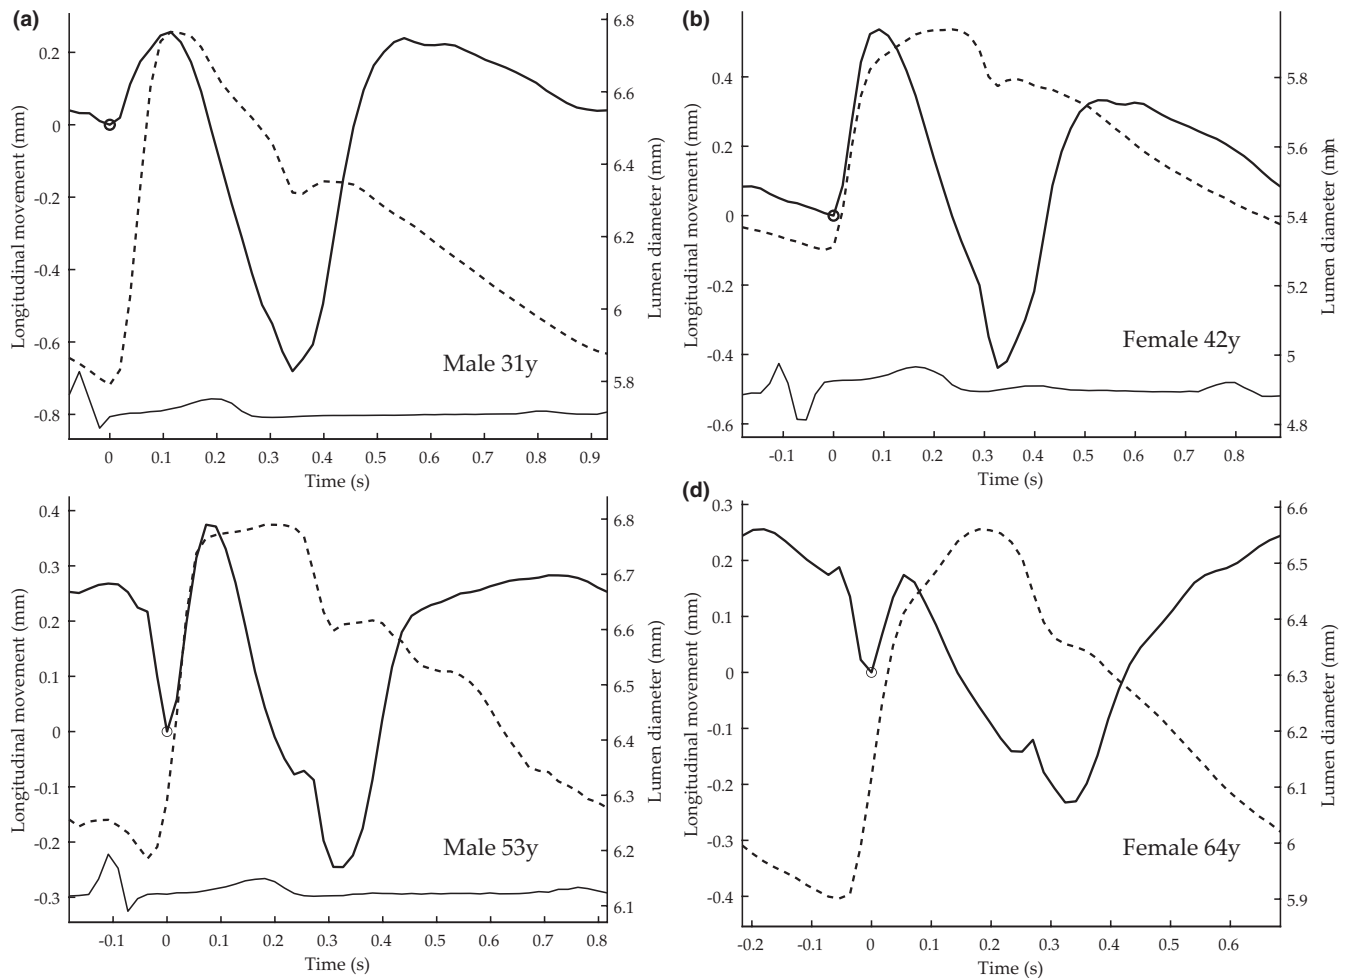 (a)
Longitudinal movement (mm)
0.2
0
-0.2
-0.4
-0.6
-0.8
6.8
6.6
6.4
6.2
6
5.8
Lumen diameter (mm)
Male 31y
0 0.1 0.2 0.3 0.4 0.5 0.6 0.7 0.8 0.9
Time (s)
(b)
Longitudinal movement (mm)
0.4
0.2
0
-0.2
-0.4
-0.6
5.8
5.6
5.4
5.2
5
4.8
Lumen diameter (mm)
Female 42y
-0.1 0 0.1 0.2 0.3 0.4 0.5 0.6 0.7 0.8
Time (s)
Longitudinal movement (mm)
0.4
0.3
0.2
0.1
0
-0.1
-0.2
-0.3
6.8
6.7
6.6
6.5
6.4
6.3
6.2
6.1
Lumen diameter (mm)
Male 53y
-0.1 0 0.1 0.2 0.3 0.4 0.5 0.6 0.7 0.8
Time (s)
(d)
Longitudinal movement (mm)
0.3
0.2
0.1
0
-0.1
-0.2
-0.3
-0.4
6.6
6.5
6.4
6.3
6.2
6.1
6
5.9
Lumen diameter (mm)
Female 64y
-0.2 -0.1 0 0.1 0.2 0.3 0.4 0.5 0.6
Time (s)